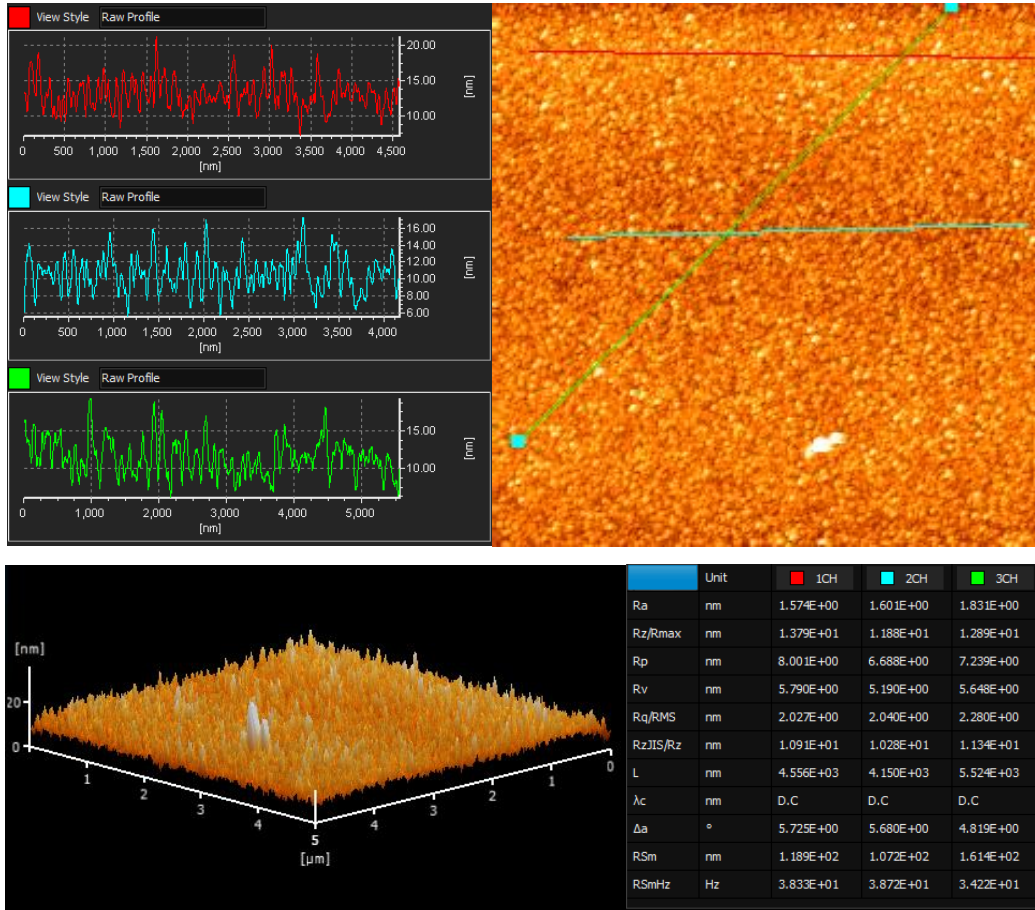 View Style Raw Profile
20.00
15.00
10.00
[nm]
0 500 1,000 1,500 2,000 2,500 3,000 3,500 4,000 4,500
[nm]
View Style Raw Profile
16.00
14.00
12.00
10.00
8.00
6.00
[nm]
0 500 1,000 1,500 2,000 2,500 3,000 3,500 4,000
[nm]
View Style Raw Profile
15.00
10.00
[nm]
0 1,000 2,000 3,000 4,000 5,000
[nm]
[nm]
20
0
1
2
3
4
5
4
3
2
1
0
[µm]
Unit 1CH 2CH 3CH
Ra nm 1.574E+00 1.601E+00 1.831E+00
Rz/Rmax nm 1.379E+01 1.188E+01 1.289E+01
Rp nm 8.001E+00 6.688E+00 7.239E+00
Rv nm 5.790E+00 5.190E+00 5.648E+00
Rq/RMS nm 2.027E+00 2.040E+00 2.280E+00
RzJIS/Rz nm 1.091E+01 1.028E+01 1.134E+01
L nm 4.556E+03 4.150E+03 5.524E+03
λc nm D.C D.C D.C
Δa ° 5.725E+00 5.680E+00 4.819E+00
RSm nm 1.189E+02 1.072E+02 1.614E+02
RSmHz Hz 3.833E+01 3.872E+01 3.422E+01